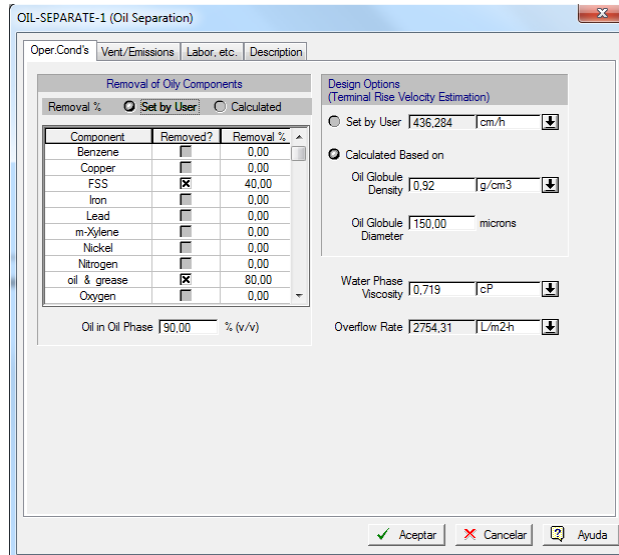 OIL-SEPARATE-1 (Oil Separation)
Oper.Cond's Vent/Emissions Labor, etc. Description
Removal of Oily Components
Removal % Set by User Calculated
Component Removed? Removal %
Benzene 0,00
Copper 0,00
FSS 40,00
Iron 0,00
Lead 0,00
m-Xylene 0,00
Nickel 0,00
Nitrogen 0,00
oil & grease 80,00
Oxygen 0,00
Oil in Oil Phase 90,00 % (v/v)
Design Options
(Terminal Rise Velocity Estimation)
Set by User 436,284 cm/h
Calculated Based on
Oil Globule
Density 0,92 g/cm3
Oil Globule 150,00 microns
Diameter
Water Phase
Viscosity 0,719 cP
Overflow Rate 2754,31 L/m2-h
Aceptar Cancelar Ayuda